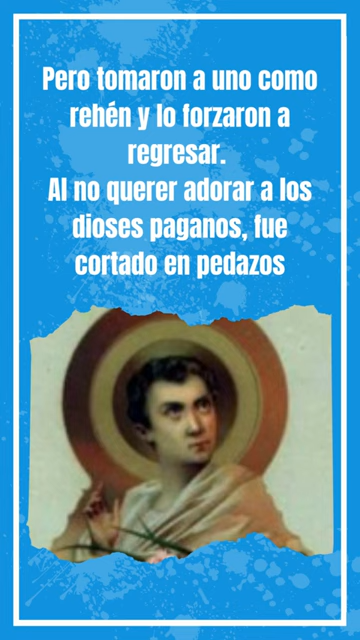 Pero tomaron a uno como
rehén y lo forzaron a
regresar.
Al no querer adorar a los
dioses paganos, fue
cortado en pedazos